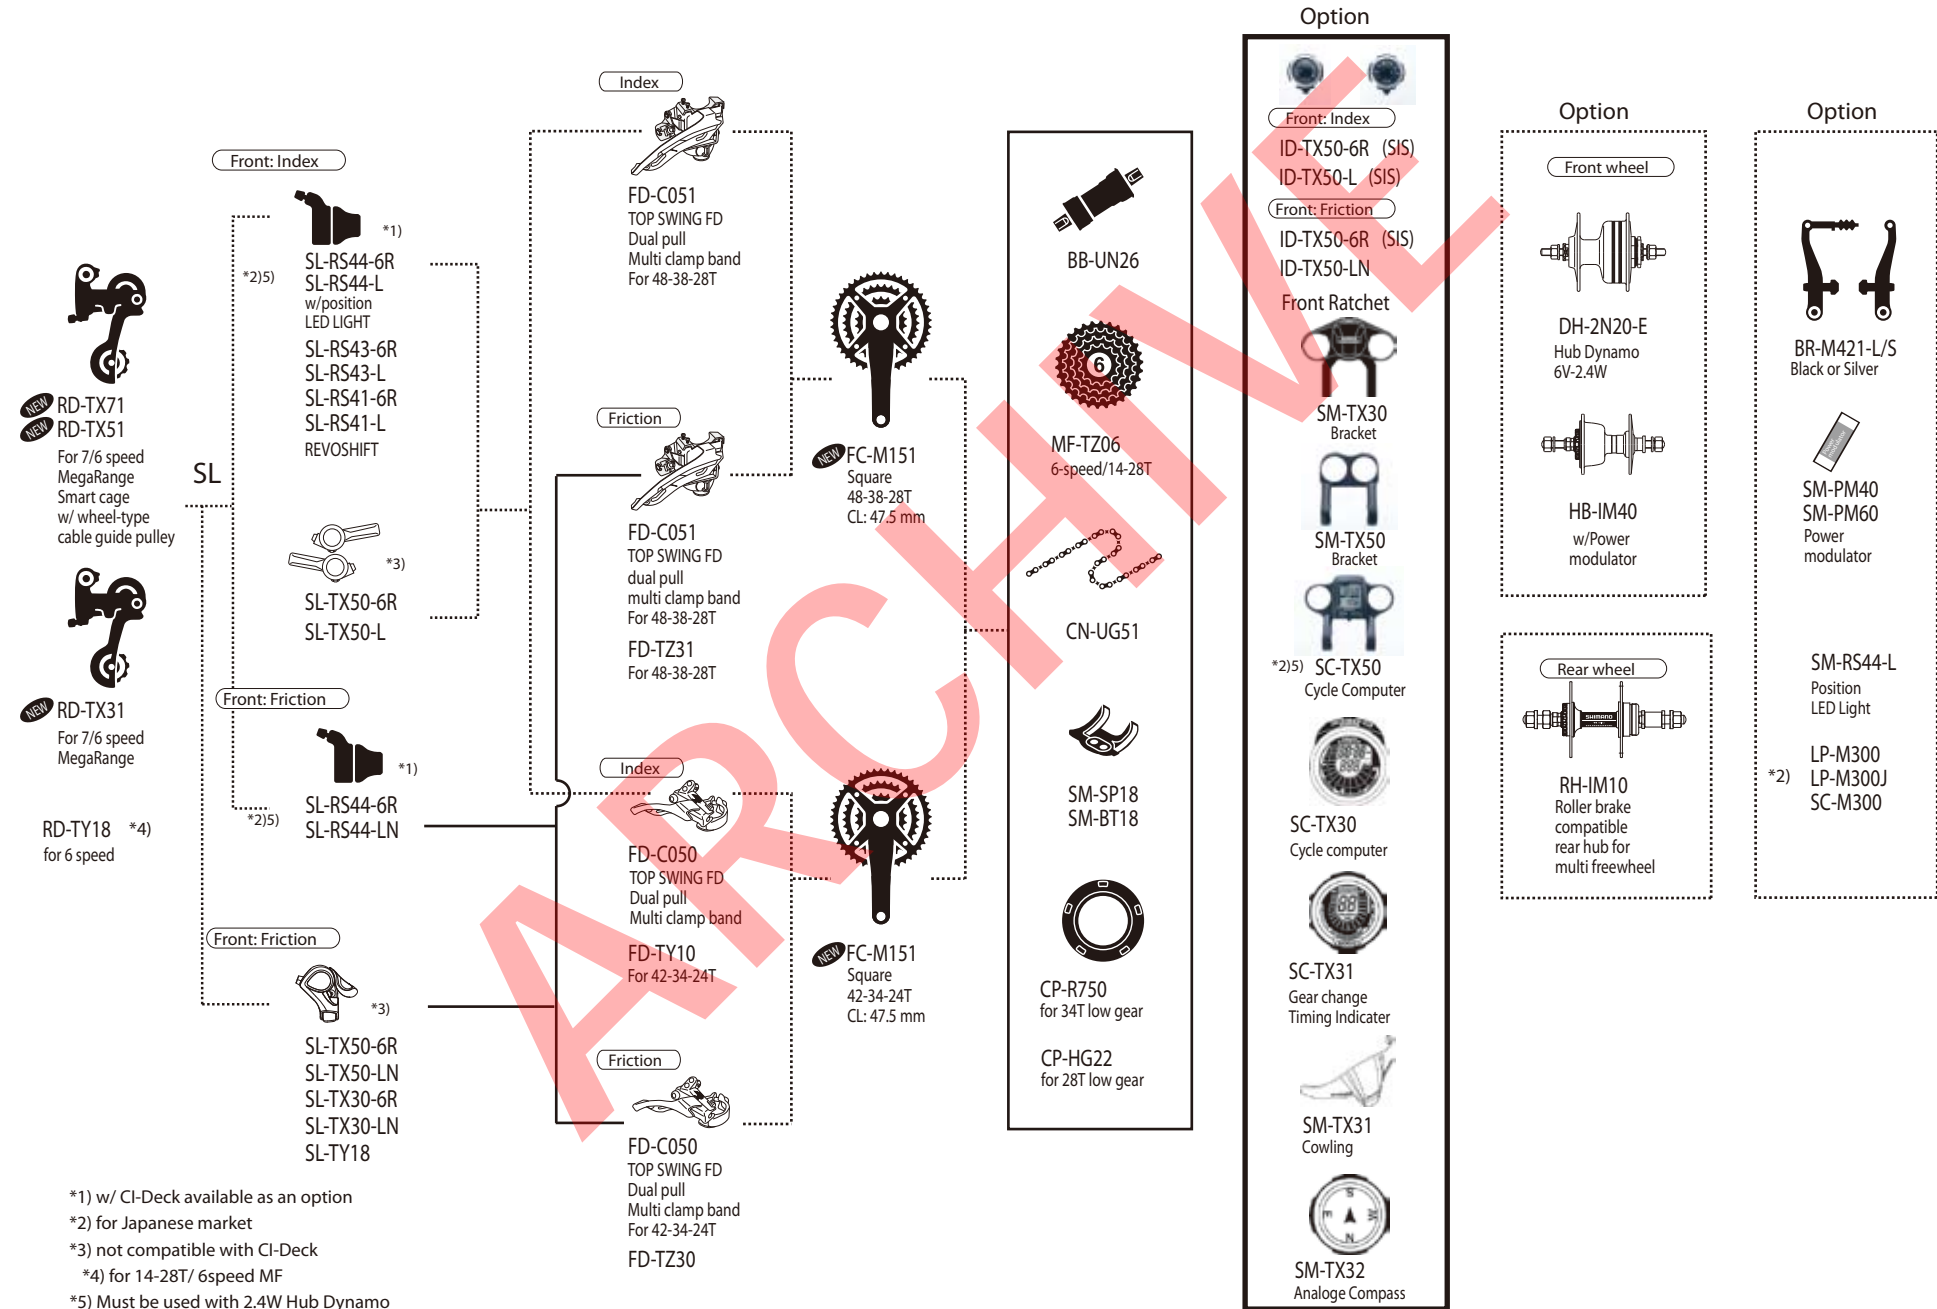 SL
NEW RD-TX71
NEW RD-TX51
For 7/6 speed
MegaRange
Smart cage
w/ wheel-type
cable guide pulley
NEW RD-TX31
For 7/6 speed
MegaRange
RD-TY18 *4)
for 6 speed
Front: Index
*1)
*2)5)
SL-RS44-6R
SL-RS44-L
w/position
LED LIGHT
SL-RS43-6R
SL-RS43-L
SL-RS41-6R
SL-RS41-L
REVOSHIFT
*3)
SL-TX50-6R
SL-TX50-L
Front: Friction
*1)
SL-RS44-6R
*2)5)
SL-RS44-LN
Front: Friction
*3)
SL-TX50-6R
SL-TX50-LN
SL-TX30-6R
SL-TX30-LN
SL-TY18
*1) w/ CI-Deck available as an option
*2) for Japanese market
*3) not compatible with CI-Deck
*4) for 14-28T/ 6speed MF
*5) Must be used with 2.4W Hub Dynamo
Index
FD-C051
TOP SWING FD
Dual pull
Multi clamp band
For 48-38-28T
Friction
FD-C051
TOP SWING FD
dual pull
multi clamp band
For 48-38-28T
FD-TZ31
For 48-38-28T
Index
FD-C050
TOP SWING FD
Dual pull
Multi clamp band
FD-TY10
For 42-34-24T
Friction
FD-C050
TOP SWING FD
Dual pull
Multi clamp band
For 42-34-24T
FD-TZ30
NEW FC-M151
Square
48-38-28T
CL: 47.5 mm
NEW FC-M151
Square
42-34-24T
CL: 47.5 mm
BB-UN26
6
MF-TZ06
6-speed/14-28T
CN-UG51
SM-SP18
SM-BT18
CP-R750
for 34T low gear
CP-HG22
for 28T low gear
Option
Front: Index
ID-TX50-6R (SIS)
ID-TX50-L (SIS)
Front: Friction
ID-TX50-6R (SIS)
ID-TX50-LN
Front Ratchet
SM-TX30
Bracket
SM-TX50
Bracket
*2)5) SC-TX50
Cycle Computer
SC-TX30
Cycle computer
88
SC-TX31
Gear change
Timing Indicater
SM-TX31
Cowling
S
E W
N
SM-TX32
Analoge Compass
Option
Front wheel
DH-2N20-E
Hub Dynamo
6V-2.4W
HB-IM40
w/Power
modulator
Rear wheel
SHIMANO
RH-IM10
Roller brake
compatible
rear hub for
multi freewheel
Option
BR-M421-L/S
Black or Silver
SM-PM40
SM-PM60
Power
modulator
SM-RS44-L
Position
LED Light
LP-M300
*2) LP-M300J
SC-M300
ARCHIVE